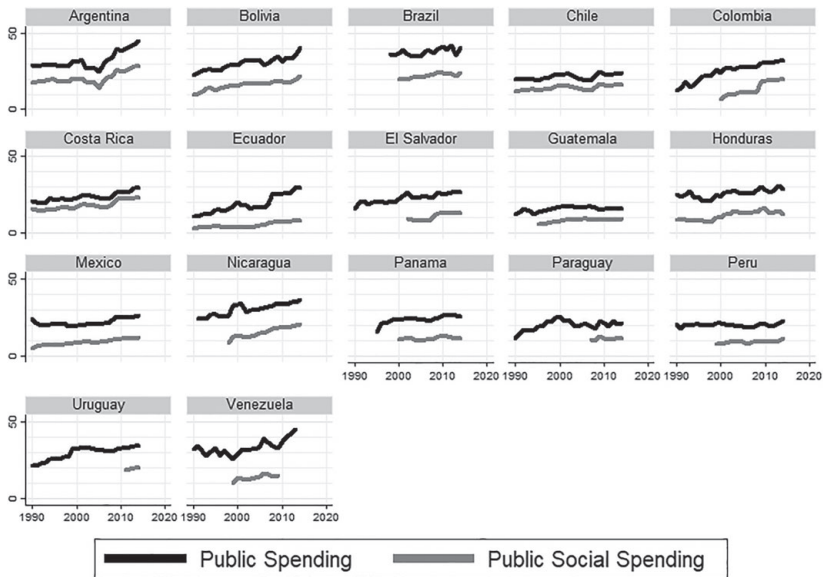 Argentina Bolivia Brazil Chile Colombia
50
0
Costa Rica Ecuador El Salvador Guatemala Honduras
50
0
Mexico Nicaragua Panama Paraguay Peru
50
0
1990 2000 2010 2020 1990 2000 2010 2020 1990 2000 2010 2020
Uruguay Venezuela
50
0
1990 2000 2010 2020 1990 2000 2010 2020
Public Spending Public Social Spending